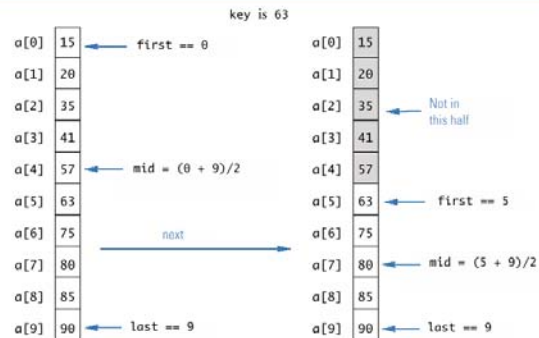 key is 63
a[0] 15 first == 0
a[1] 20
a[2] 35
a[3] 41
a[4] 57 mid = (0 + 9)/2
a[5] 63
a[6] 75
a[7] 80
a[8] 85
a[9] 90 last == 9
next
a[0] 15
a[1] 20
a[2] 35 Not in
this half
a[3] 41
a[4] 57
a[5] 63 first == 5
a[6] 75
a[7] 80 mid = (5 + 9)/2
a[8] 85
a[9] 90 last == 9